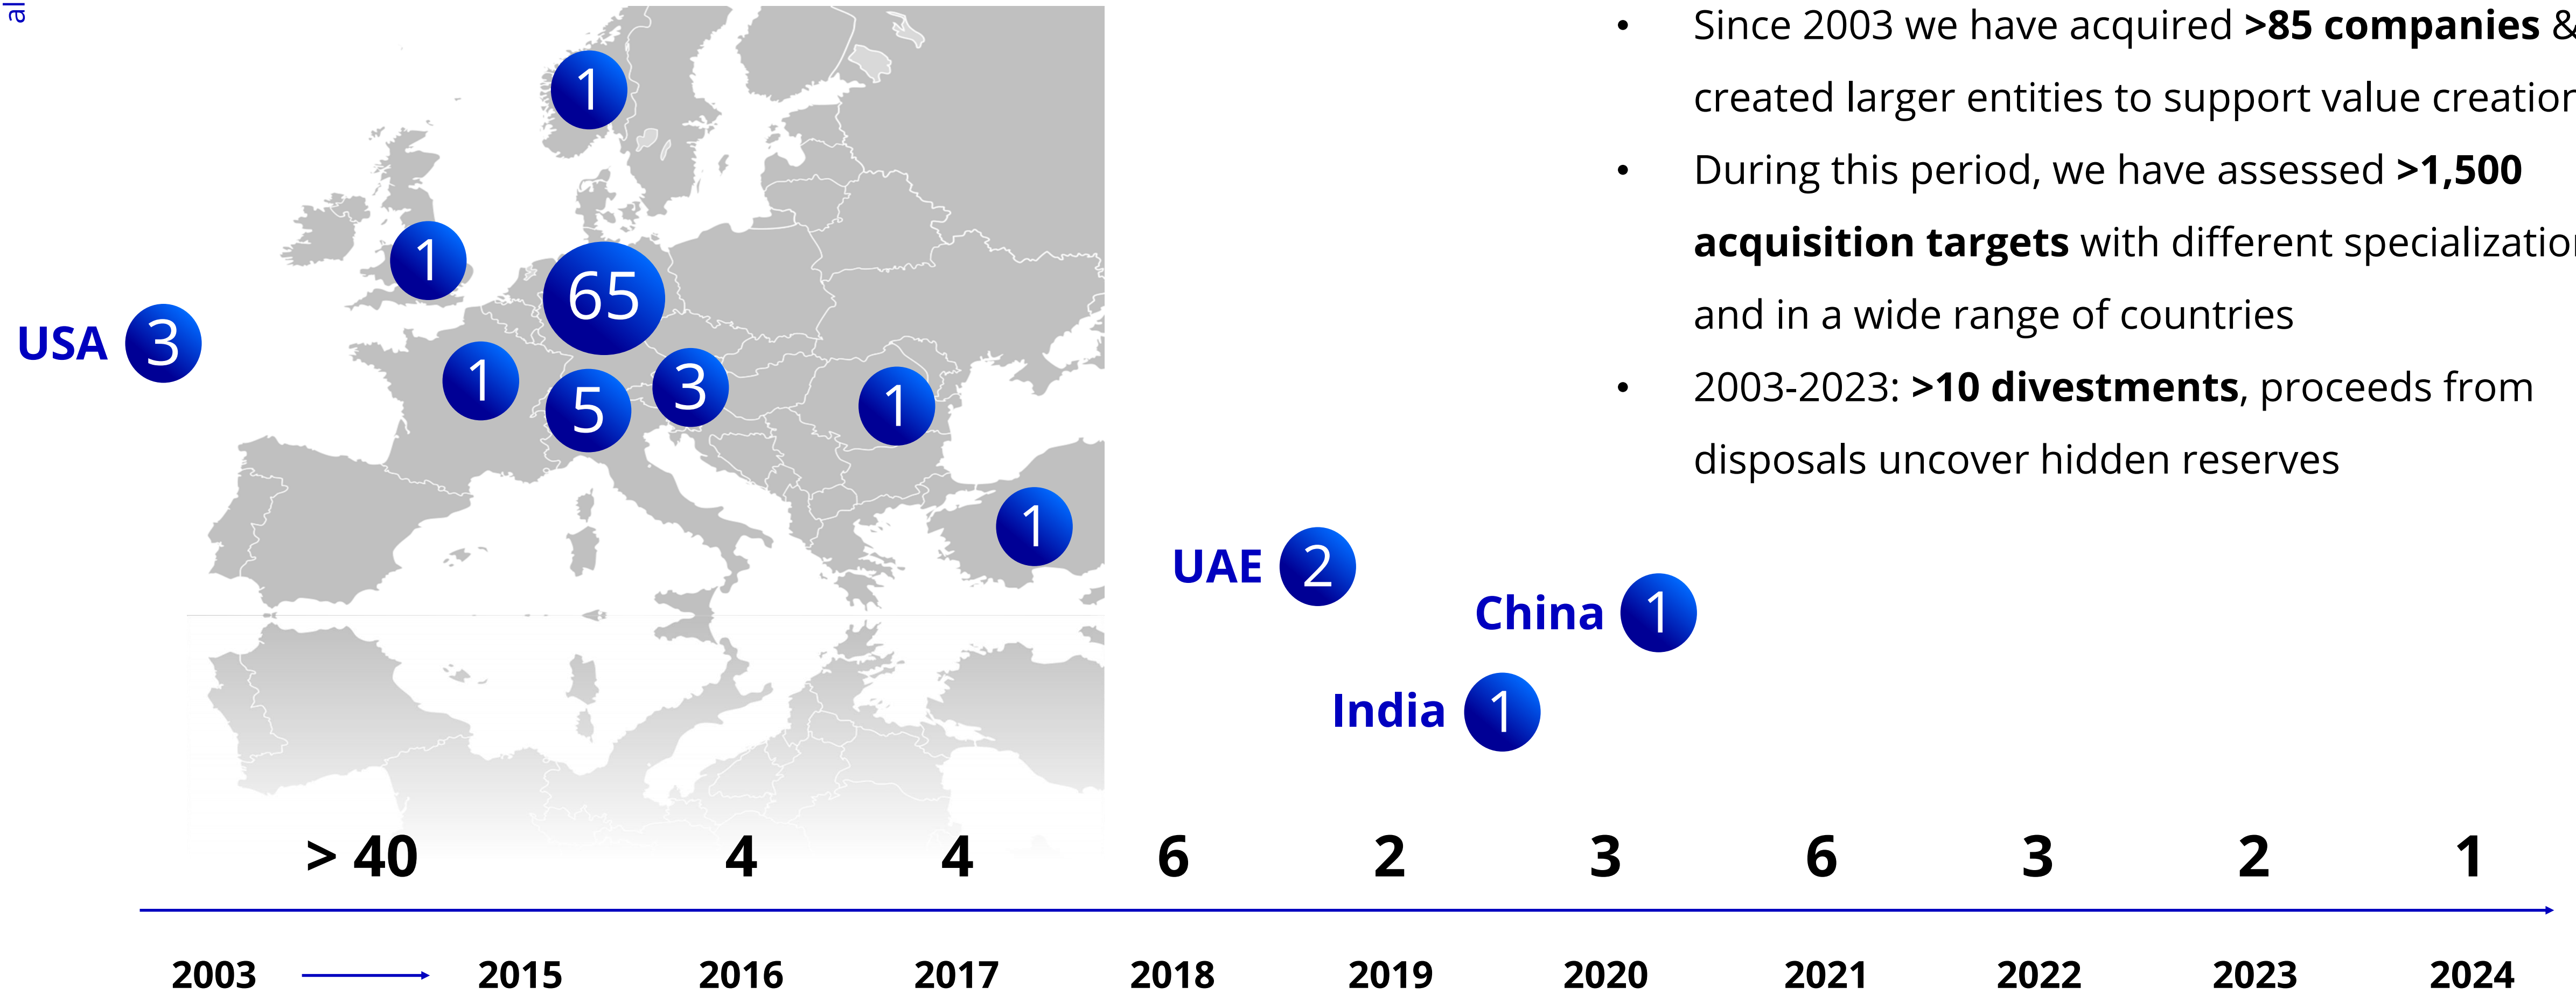 al
• Since 2003 we have acquired >85 companies &
created larger entities to support value creation
• During this period, we have assessed >1,500
acquisition targets with different specialization
and in a wide range of countries
• 2003-2023: >10 divestments, proceeds from
disposals uncover hidden reserves
1
1
65
USA 3
1
5
3
1
1
UAE 2
China 1
India 1
> 40 4 4 6 2 3 6 3 2 1
2003 2015 2016 2017 2018 2019 2020 2021 2022 2023 2024